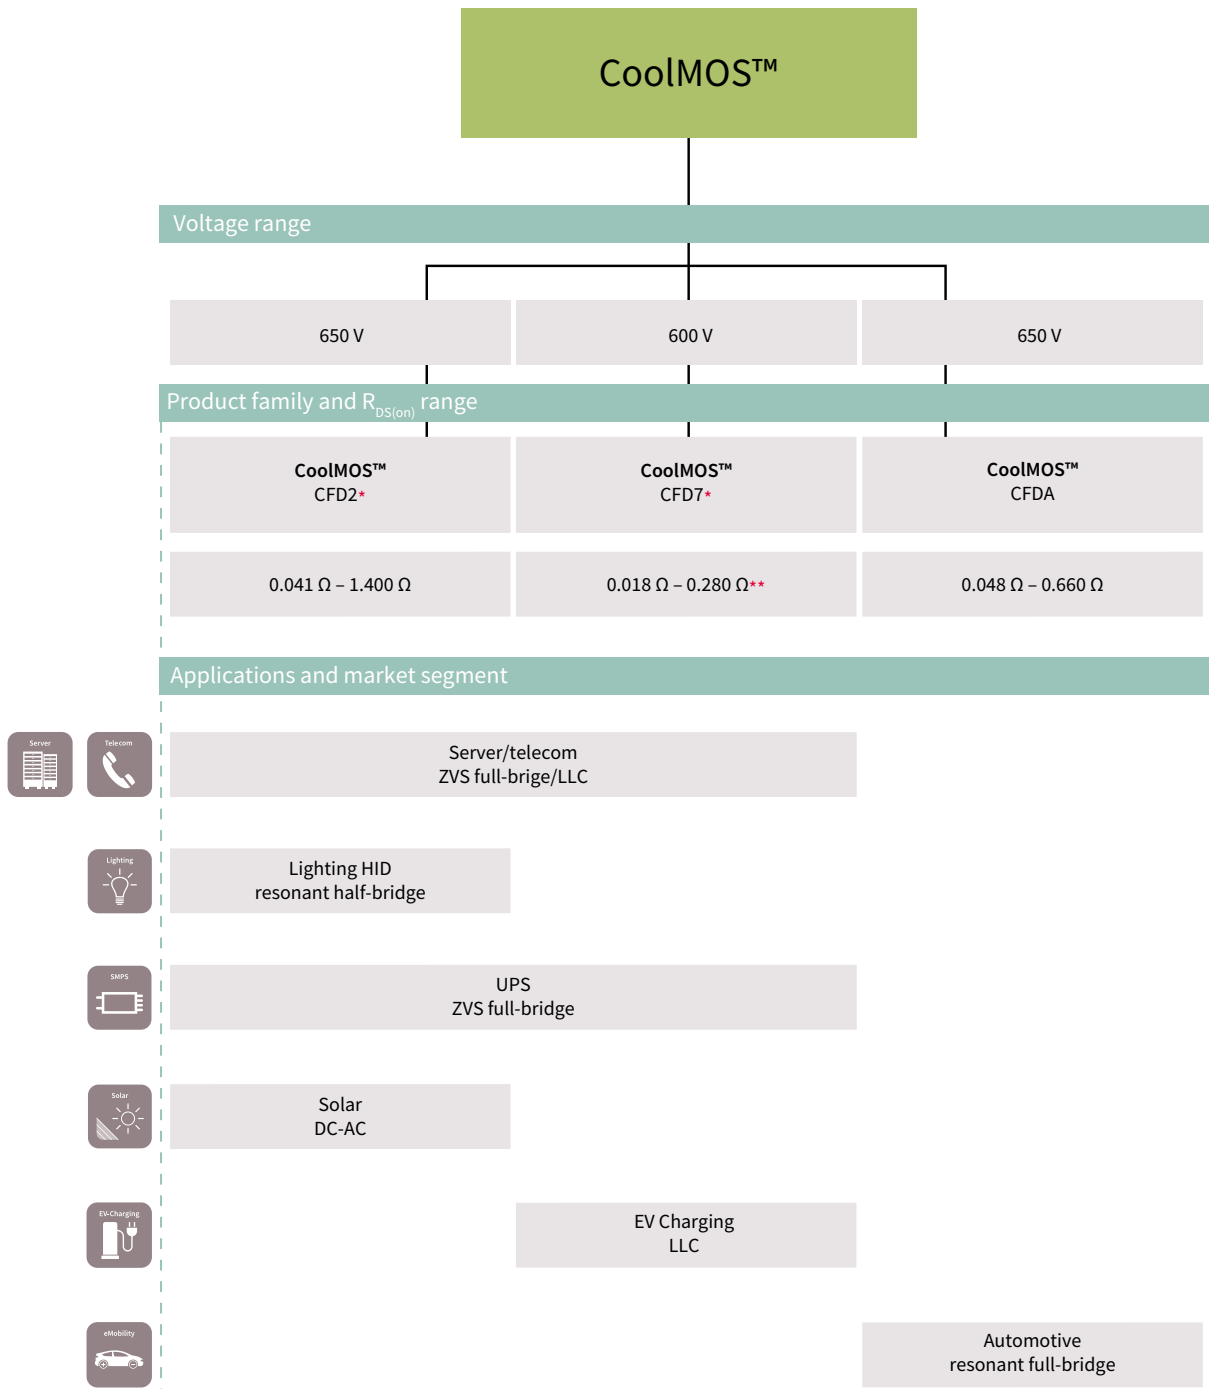 CoolMOS™
Voltage range
650 V
600 V
650 V
Product family and RDS(on) range
CoolMOS™
CFD2*
CoolMOS™
CFD7*
CoolMOS™
CFDA
0.041 Ω – 1.400 Ω
0.018 Ω – 0.280 Ω**
0.048 Ω – 0.660 Ω
Applications and market segment
Server
Telecom
Server/telecom
ZVS full-brige/LLC
Lighting
Lighting HID
resonant half-bridge
SMPS
UPS
ZVS full-bridge
Solar
Solar
DC-AC
EV-Charging
EV Charging
LLC
eMobility
Automotive
resonant full-bridge